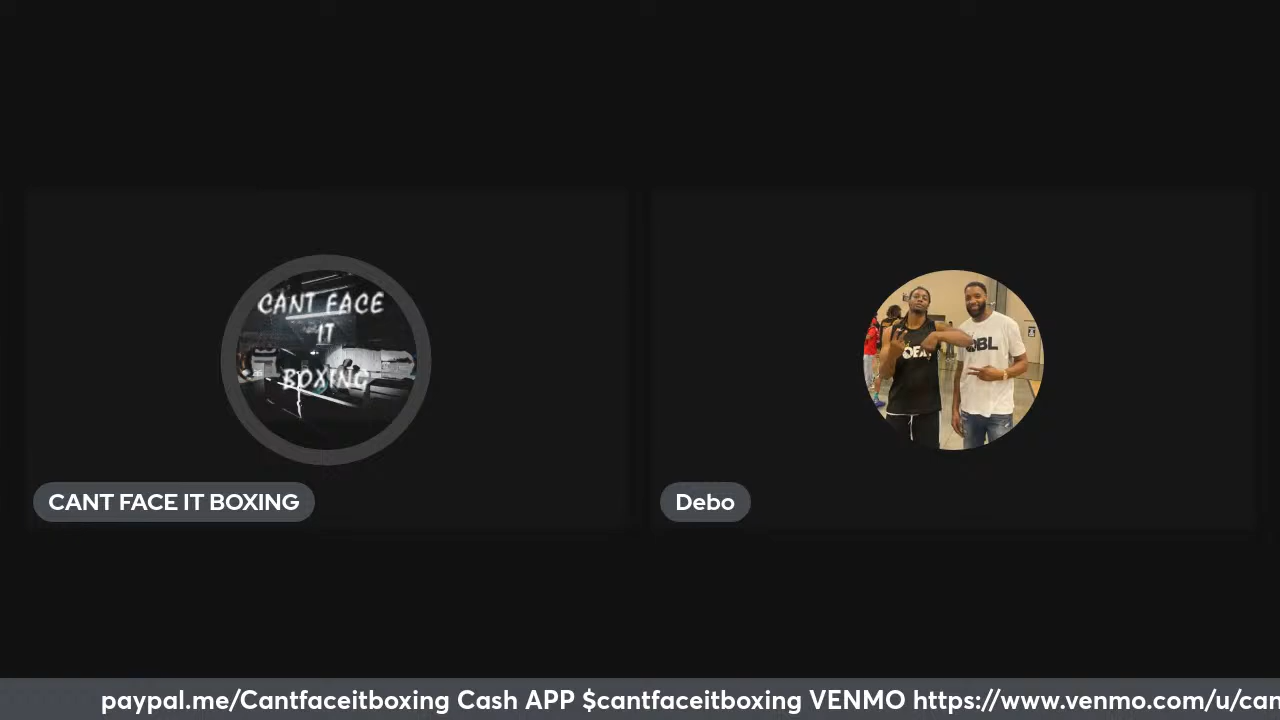 CANT FACE
IT
BOXING
QBL
CANT FACE IT BOXING
Debo
paypal.me/Cantfaceitboxing Cash APP $cantfaceitboxing VENMO https://www.venmo.com/u/can